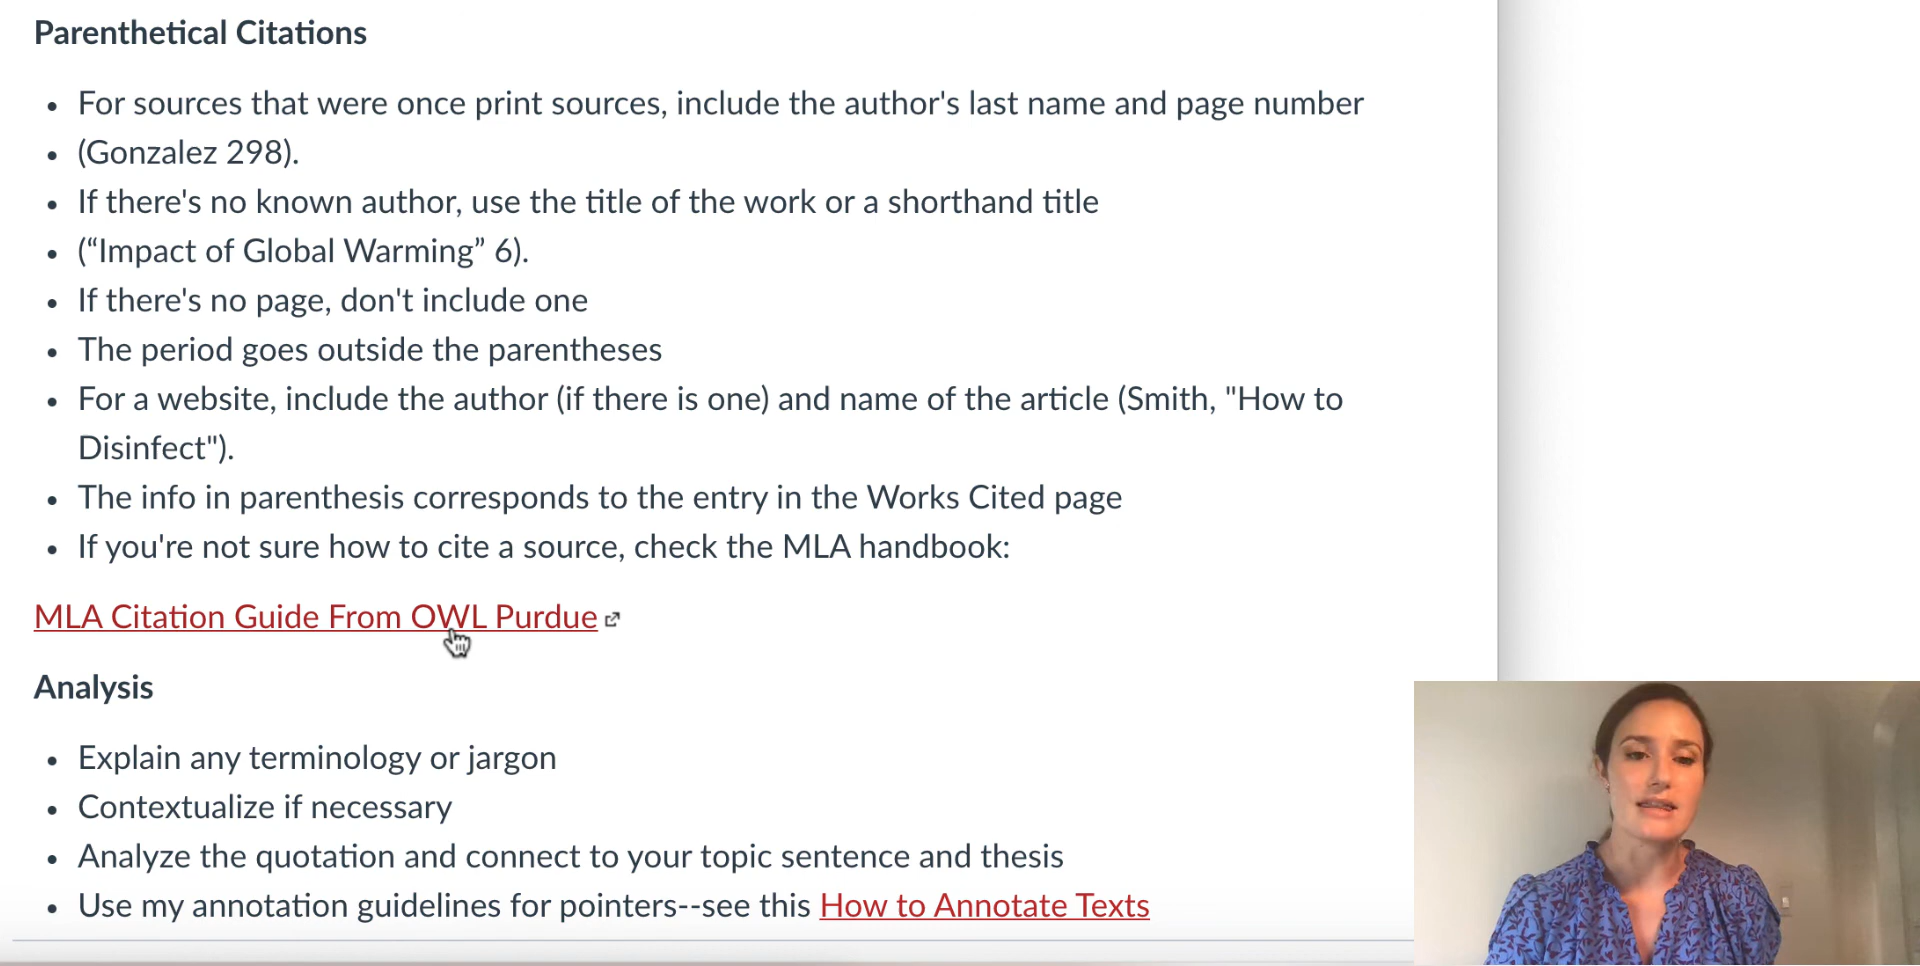 Parenthetical Citations
• For sources that were once print sources, include the author's last name and page number
• (Gonzalez 298).
• If there's no known author, use the title of the work or a shorthand title
• (“Impact of Global Warming” 6).
• If there's no page, don't include one
• The period goes outside the parentheses
• For a website, include the author (if there is one) and name of the article (Smith, "How to
Disinfect").
• The info in parenthesis corresponds to the entry in the Works Cited page
• If you're not sure how to cite a source, check the MLA handbook:
MLA Citation Guide From OWL Purdue
Analysis
• Explain any terminology or jargon
• Contextualize if necessary
• Analyze the quotation and connect to your topic sentence and thesis
• Use my annotation guidelines for pointers--see this How to Annotate Texts